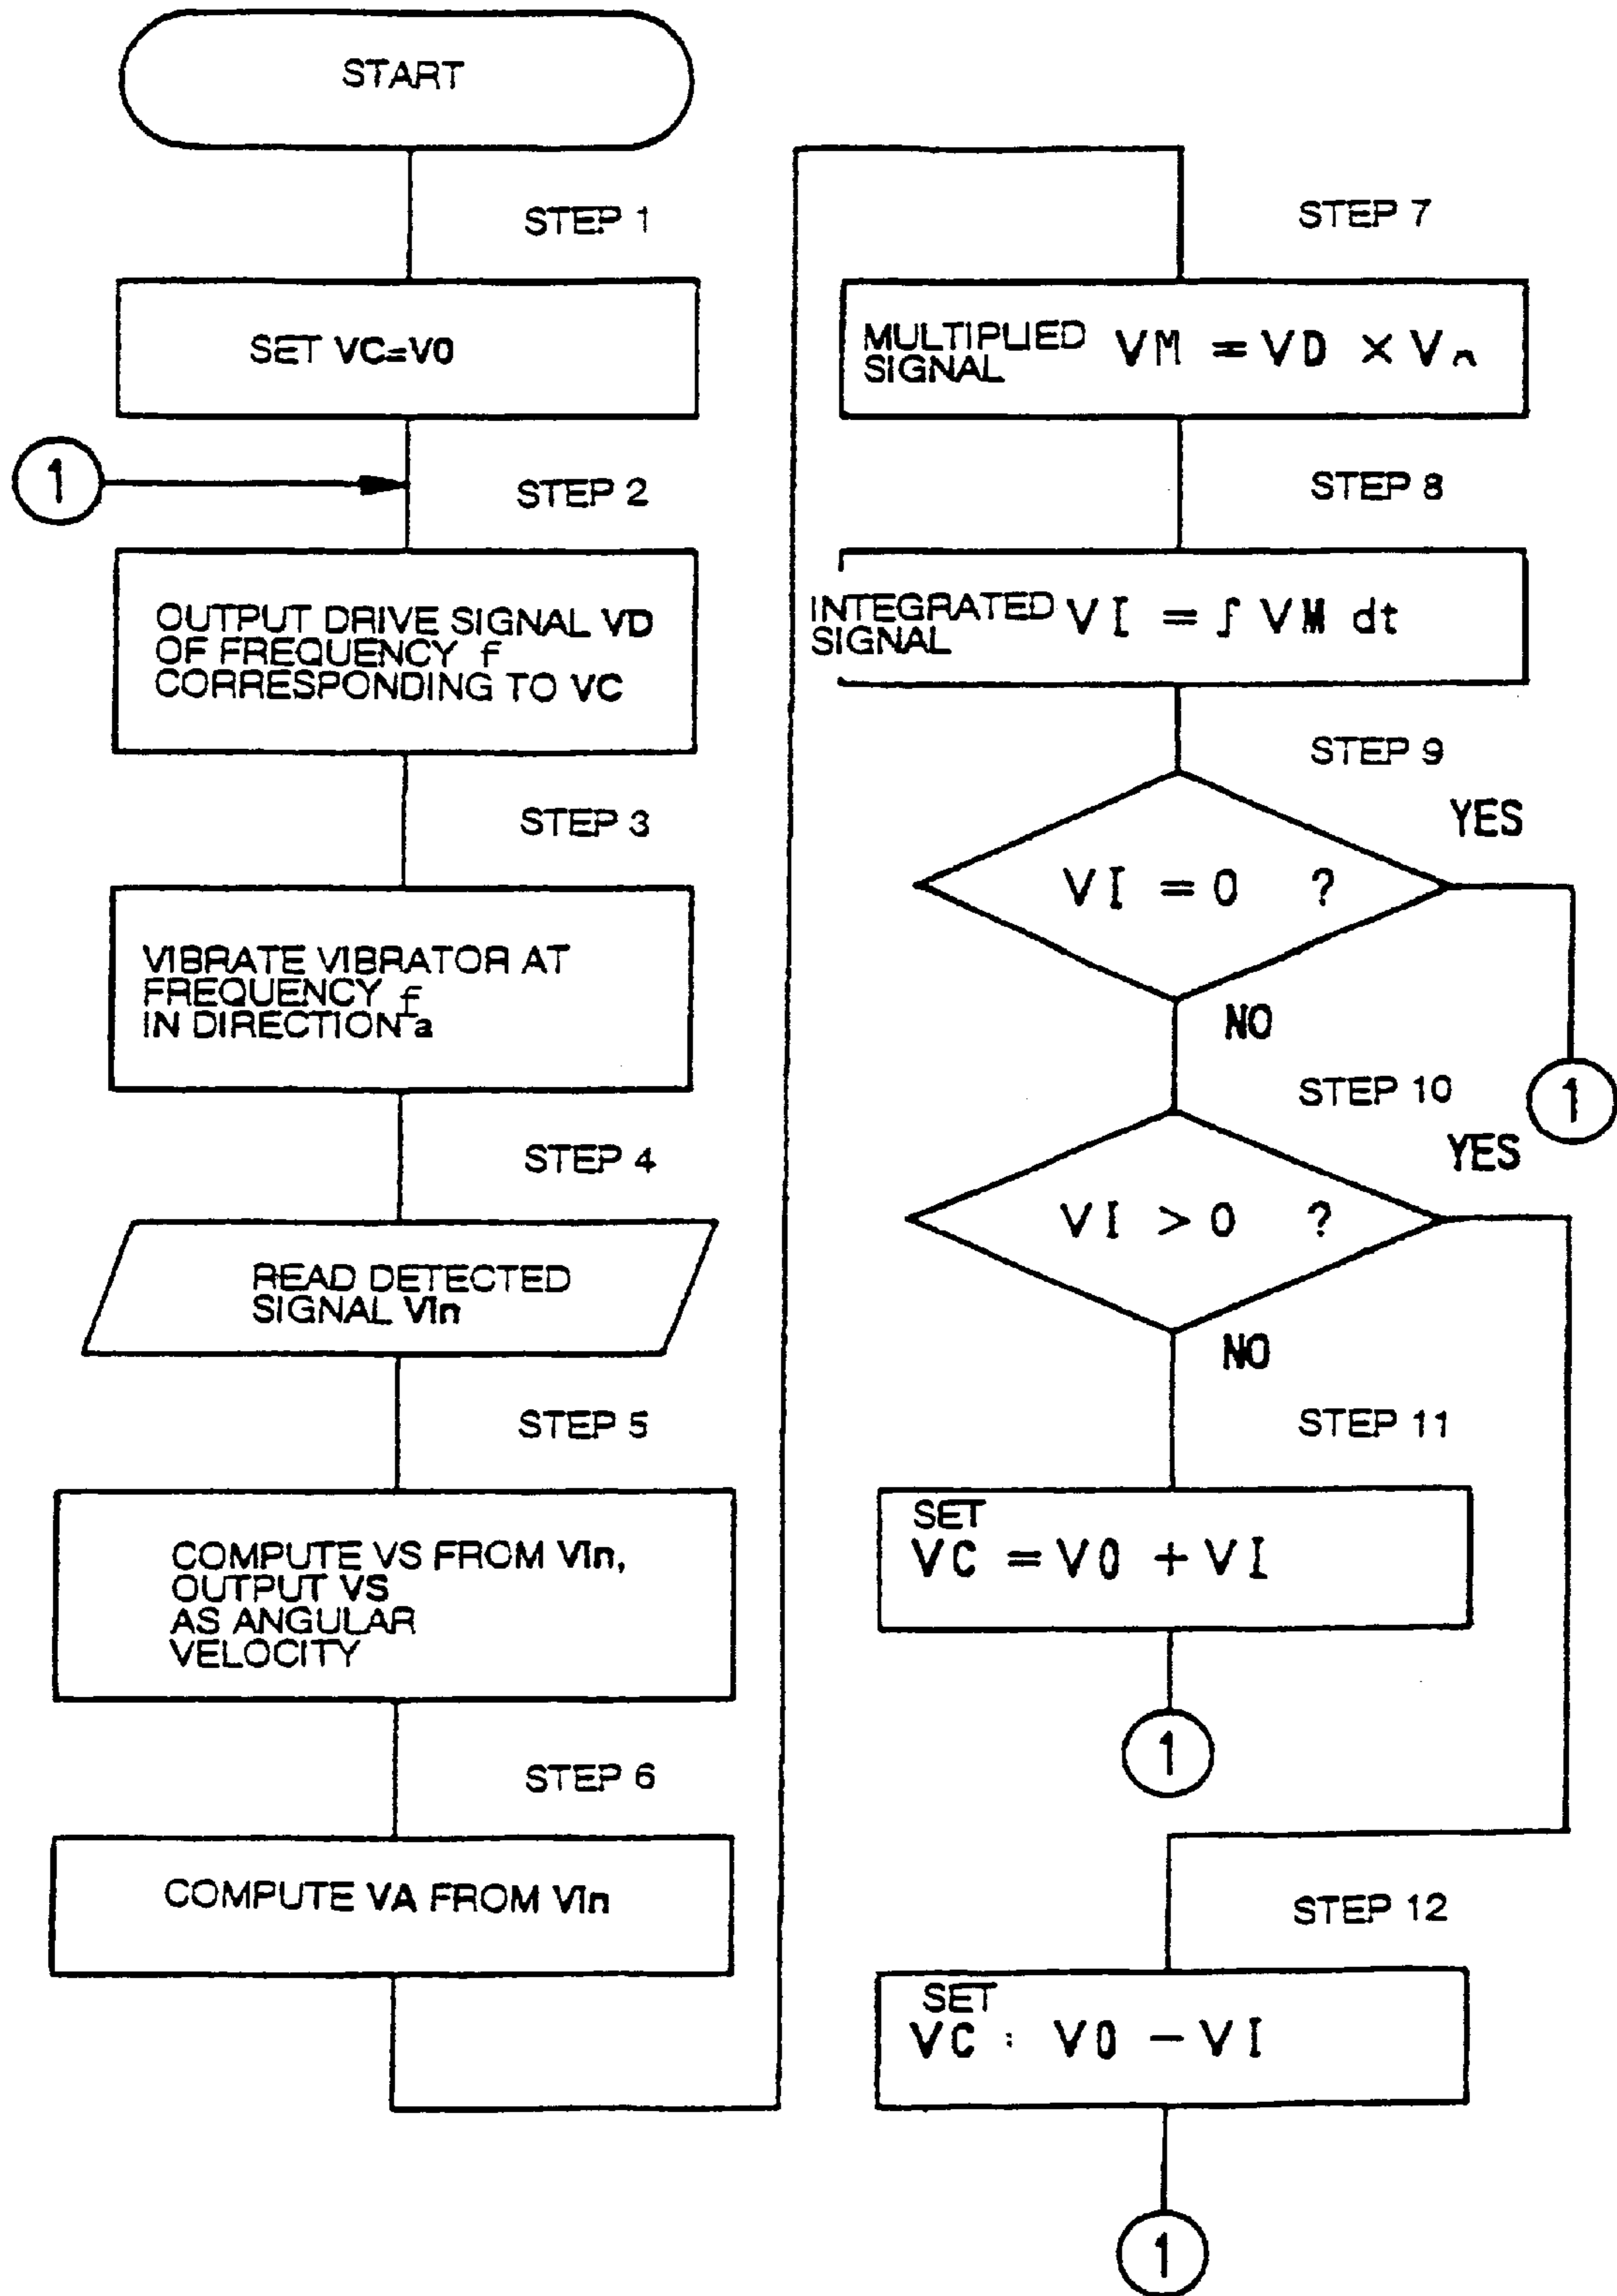 START
STEP 1
SET VC=V0
1
STEP 2
OUTPUT DRIVE SIGNAL VD
OF FREQUENCY f
CORRESPONDING TO VC
STEP 3
VIBRATE VIBRATOR AT
FREQUENCY f
IN DIRECTION a
STEP 4
READ DETECTED
SIGNAL Vin
STEP 5
COMPUTE VS FROM Vin,
OUTPUT VS
AS ANGULAR
VELOCITY
STEP 6
COMPUTE VA FROM Vin
STEP 7
MULTIPLIED
SIGNAL
VM = VD ×
STEP 8
INTEGRATED
SIGNAL
VI = ∫ VM dt
STEP 9
VI = 0 ?
YES
1
NO
STEP 10
VI > 0 ?
YES
NO
STEP 11
SET
VC = V0 + VI
1
STEP 12
SET
VC : V0 - VI
1